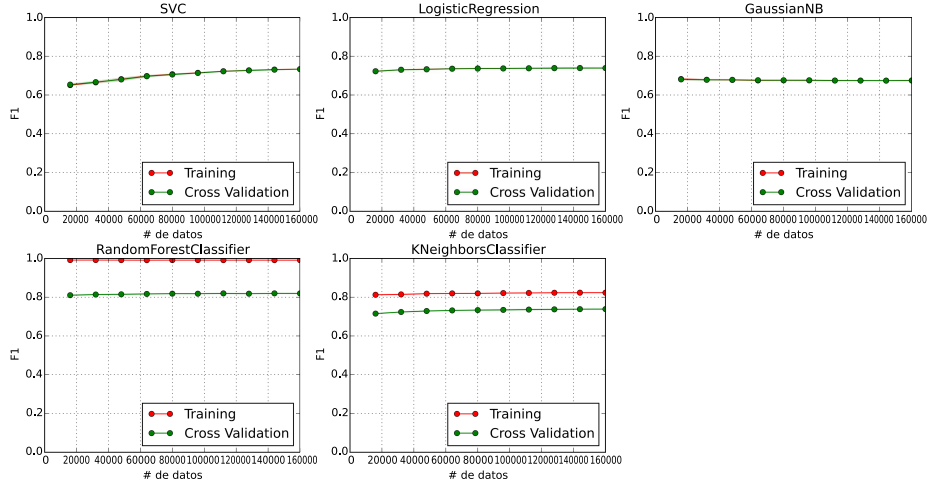 SVC
1.0
0.8
0.6
0.4
0.2
0.0
F1
0 20000 40000 60000 80000 100000 120000 140000 160000
# de datos
Training
Cross Validation
LogisticRegression
1.0
0.8
0.6
0.4
0.2
0.0
F1
0 20000 40000 60000 80000 100000 120000 140000 160000
# de datos
Training
Cross Validation
GaussianNB
1.0
0.8
0.6
0.4
0.2
0.0
F1
0 20000 40000 60000 80000 100000 120000 140000 160000
# de datos
Training
Cross Validation
RandomForestClassifier
1.0
0.8
0.6
0.4
0.2
0.0
F1
0 20000 40000 60000 80000 100000 120000 140000 160000
# de datos
Training
Cross Validation
KNeighborsClassifier
1.0
0.8
0.6
0.4
0.2
0.0
F1
0 20000 40000 60000 80000 100000 120000 140000 160000
# de datos
Training
Cross Validation